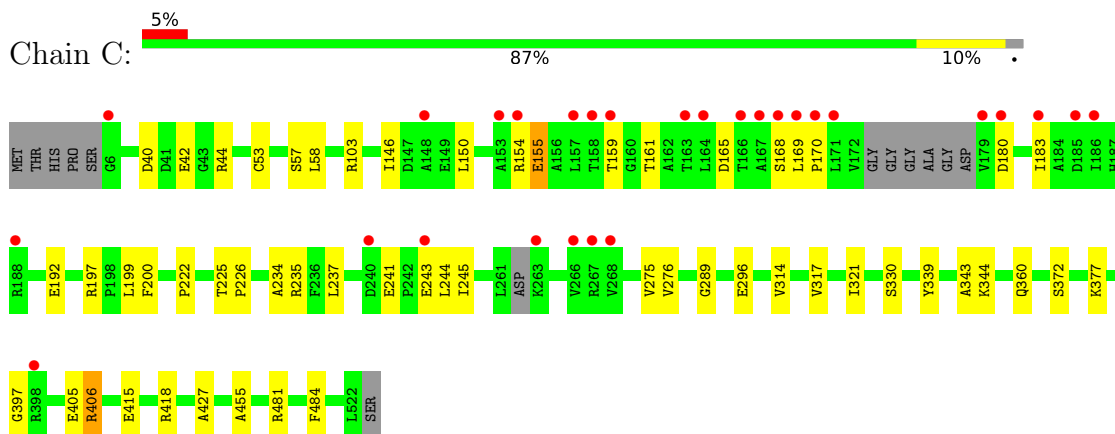 5%
Chain C:
87% 10% •
MET THR HIS PRO SER G6 D40 D41 E42 G43 R44 C53 S57 L58 R103 I146 D147 A148 E149 L150 A153 R154 E155 A156 L157 T158 T159 G160 T161 A162 T163 L164 D165 T166 A167 S168 L169 P170 L171 V172 GLY GLY GLY ALA GLY ASP V179 D180 I183 A184 D185 I186 H187
R188 E192 R197 P198 L199 F200 P222 T225 P226 A234 R235 F236 L237 D240 E241 P242 E243 L244 I245 L261 ASP K263 V266 R267 V268 V275 V276 G289 E296 V314 V317 I321 S330 Y339 A343 K344 Q360 S372 K377
G397 R398 E405 R406 E415 R418 A427 A455 R481 F484 L522 SER